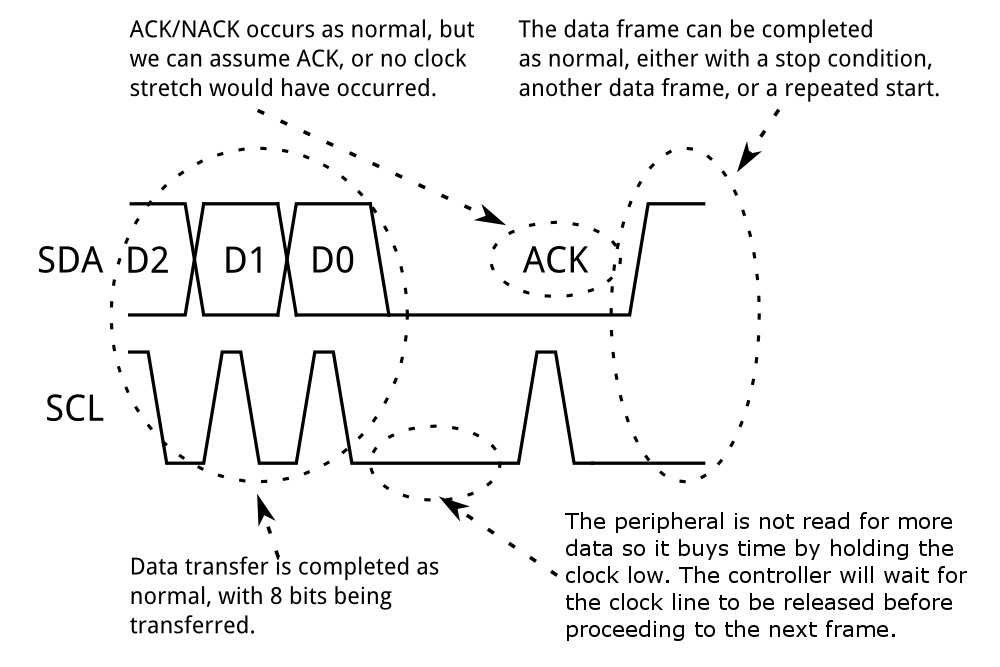 ACK/NACK occurs as normal, but
we can assume ACK, or no clock
stretch would have occurred.
The data frame can be completed
as normal, either with a stop condition,
another data frame, or a repeated start.
SDA D2 D1 D0 ACK
SCL
Data transfer is completed as
normal, with 8 bits being
transferred.
The peripheral is not read for more
data so it buys time by holding the
clock low. The controller will wait for
the clock line to be released before
proceeding to the next frame.